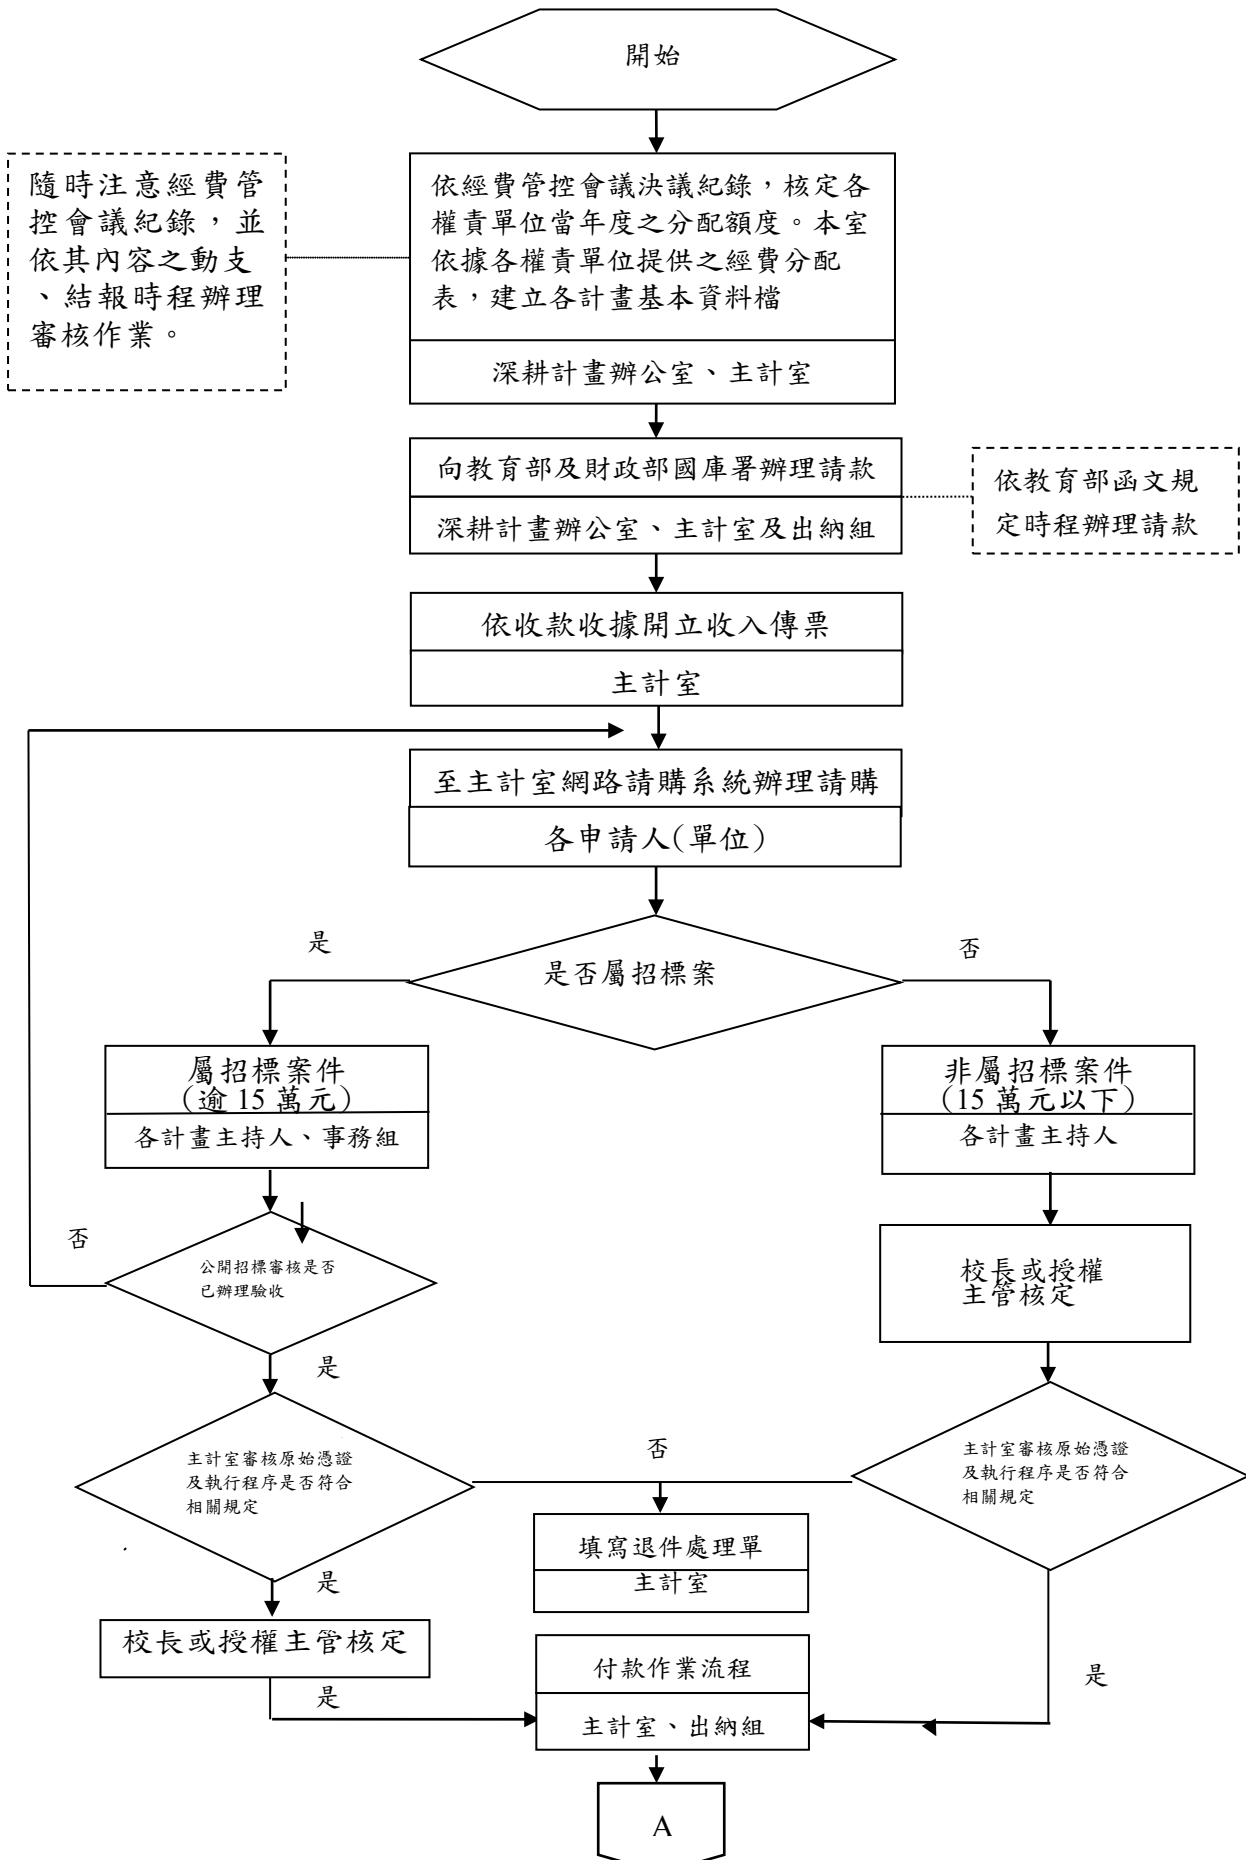 開始
隨時注意經費管
控會議紀錄，並
依其內容之動支
、結報時程辦理
審核作業。
依經費管控會議決議紀錄，核定各
權責單位當年度之分配額度。本室
依據各權責單位提供之經費分配
表，建立各計畫基本資料檔
深耕計畫辦公室、主計室
向教育部及財政部國庫署辦理請款
深耕計畫辦公室、主計室及出納組
依教育部函文規
定時程辦理請款
依收款收據開立收入傳票
主計室
至主計室網路請購系統辦理請購
各申請人(單位)
是否屬招標案
是
否
屬招標案件
(逾 15 萬元)
各計畫主持人、事務組
非屬招標案件
(15 萬元以下)
各計畫主持人
否
公開招標審核是否
已辦理驗收
校長或授權
主管核定
是
主計室審核原始憑證
及執行程序是否符合
相關規定
否
主計室審核原始憑證
及執行程序是否符合
相關規定
填寫退件處理單
主計室
是
校長或授權主管核定
是
付款作業流程
主計室、出納組
是
A